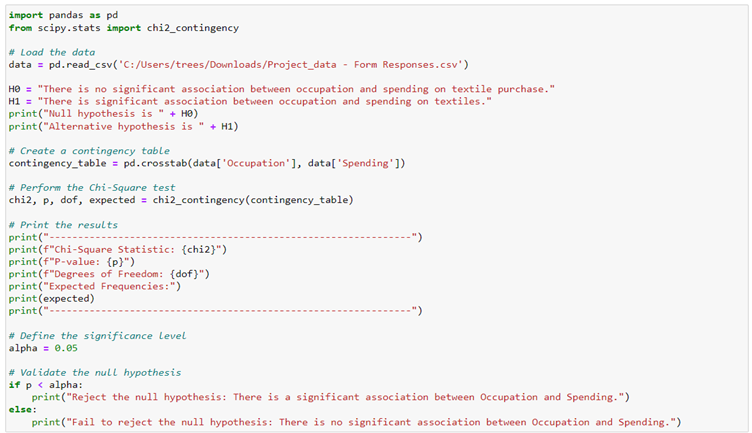 import pandas as pd
from scipy.stats import chi2_contingency
# Load the data
data = pd.read_csv('C:/Users/trees/Downloads/Project_data - Form Responses.csv')
H0 = "There is no significant association between occupation and spending on textile purchase."
H1 = "There is significant association between occupation and spending on textiles."
print("Null hypothesis is " + H0)
print("Alternative hypothesis is " + H1)
# Create a contingency table
contingency_table = pd.crosstab(data['Occupation'], data['Spending'])
# Perform the Chi-Square test
chi2, p, dof, expected = chi2_contingency(contingency_table)
# Print the results
print("----------------------------------------------------------------")
print(f"Chi-Square Statistic: {chi2}")
print(f"P-value: {p}")
print(f"Degrees of Freedom: {dof}")
print("Expected Frequencies:")
print(expected)
print("----------------------------------------------------------------")
# Define the significance level
alpha = 0.05
# Validate the null hypothesis
if p < alpha:
    print("Reject the null hypothesis: There is a significant association between Occupation and Spending.")
else:
    print("Fail to reject the null hypothesis: There is no significant association between Occupation and Spending.")